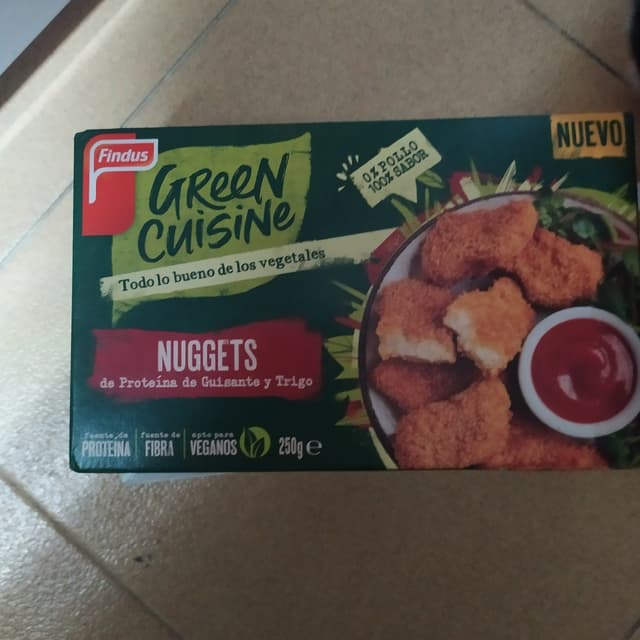 Findus
GREEN
CUISINE
Todo lo bueno de los vegetales
0% POLLO
100% SABOR
NUEVO
NUGGETS
de Proteína de Guisante y Trigo
fuente de
PROTEÍNA
fuente de
FIBRA
apto para
VEGANOS
250g e